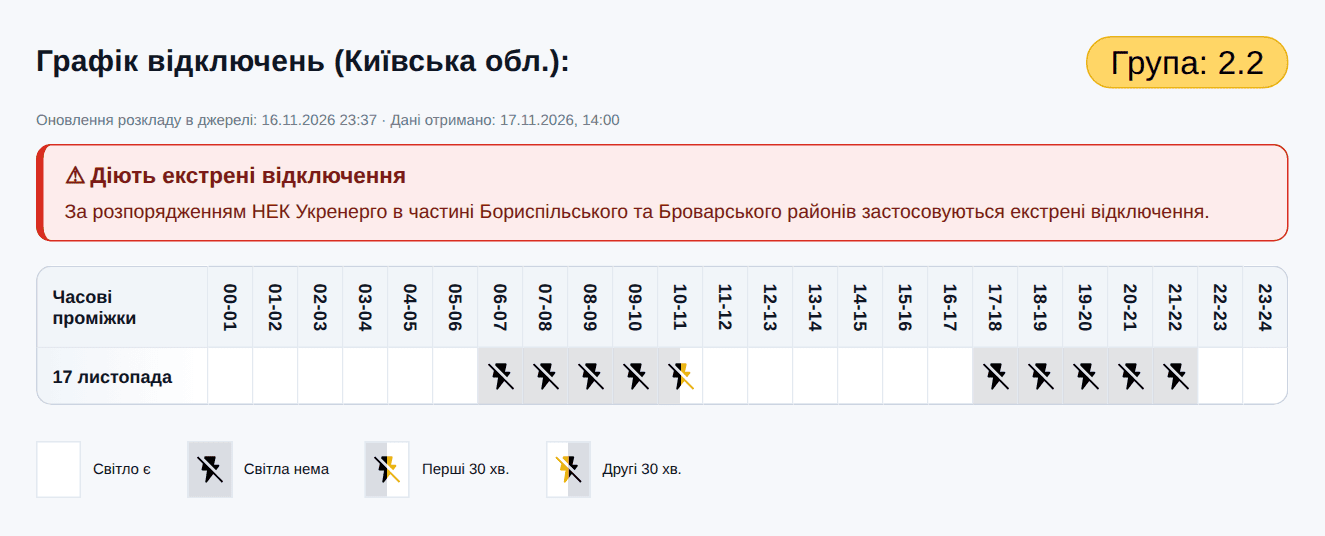 Графік відключень (Київська обл.):
Група: 2.2
Оновлення розкладу в джерелі: 16.11.2026 23:37 · Дані отримано: 17.11.2026, 14:00
⚠ Діють екстрені відключення
За розпорядженням НЕК Укренерго в частині Бориспільського та Броварського районів застосовуються екстрені відключення.
Часові
проміжки
00-01
01-02
02-03
03-04
04-05
05-06
06-07
07-08
08-09
09-10
10-11
11-12
12-13
13-14
14-15
15-16
16-17
17-18
18-19
19-20
20-21
21-22
22-23
23-24
17 листопада
Світло є
Світла нема
Перші 30 хв.
Другі 30 хв.